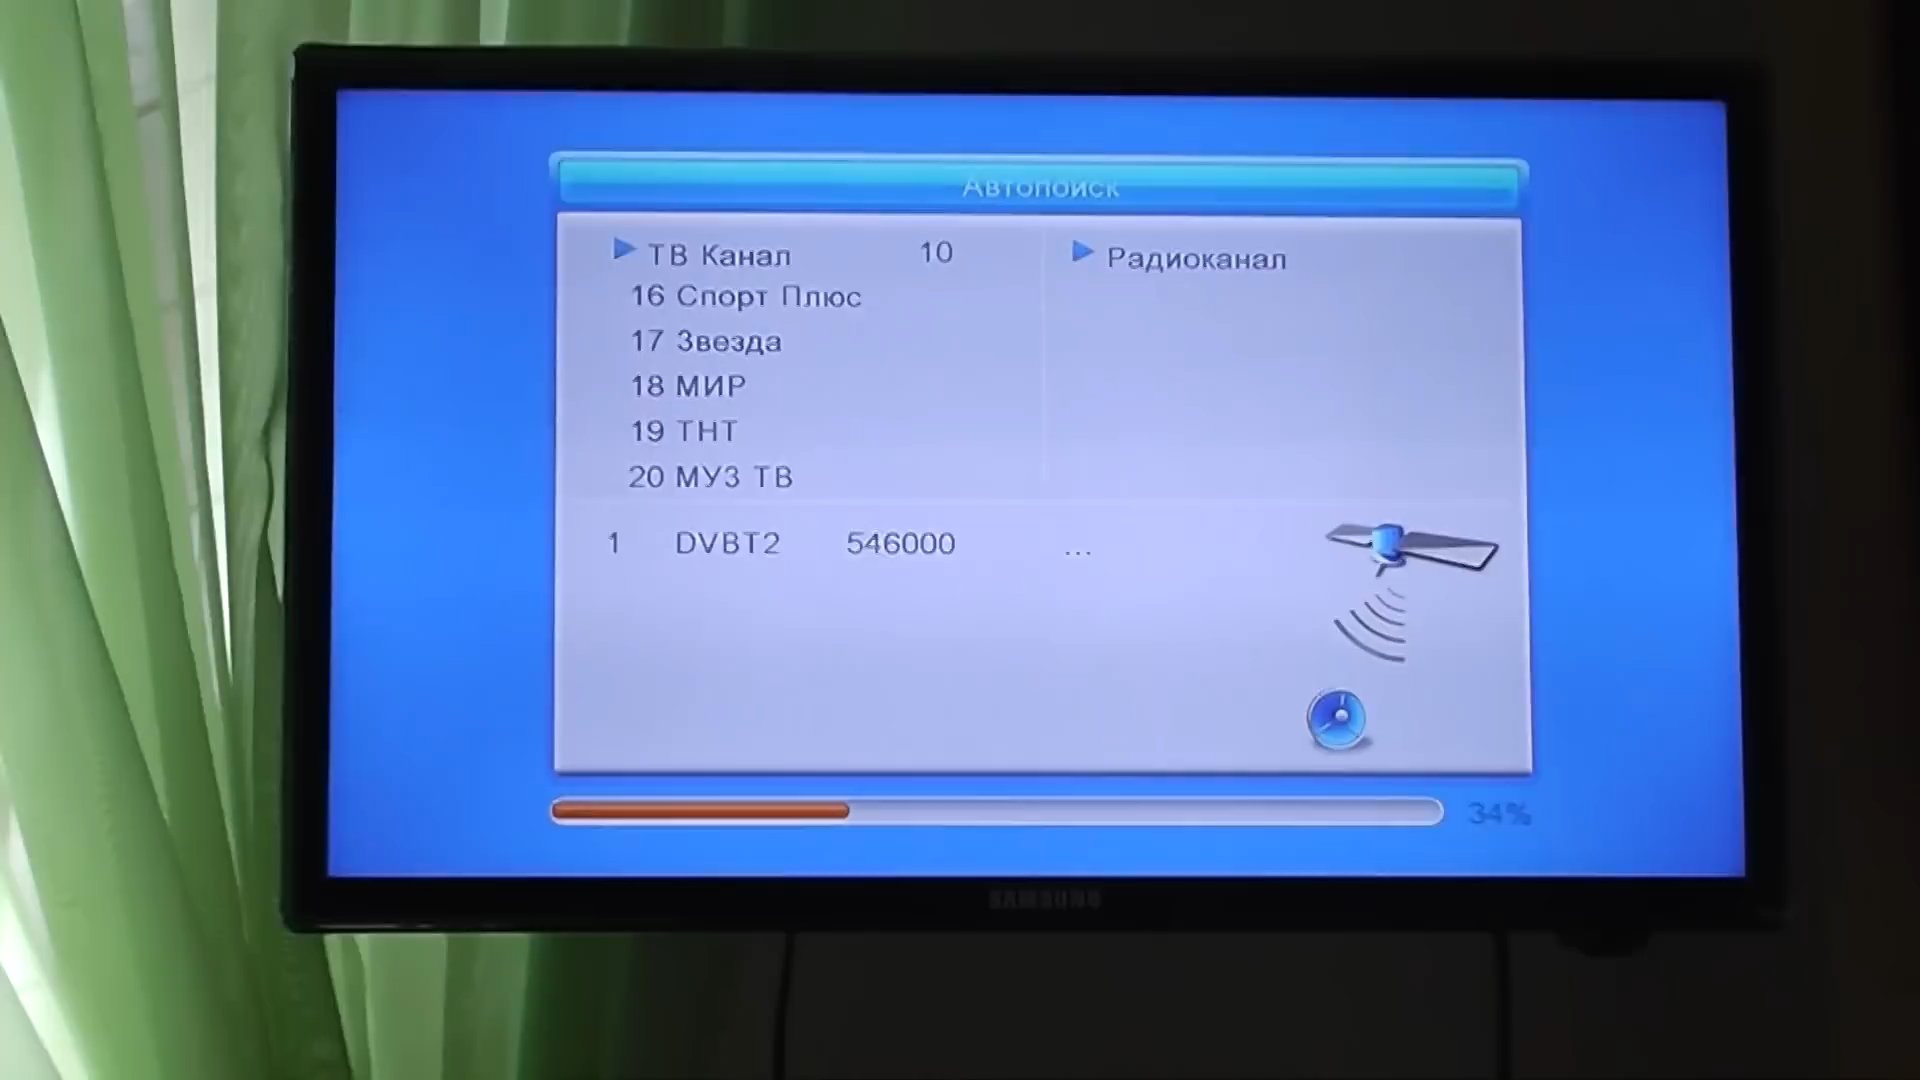 Автопоиск
ТВ Канал 10
Радиоканал
16 Спорт Плюс
17 Звезда
18 МИР
19 ТНТ
20 МУЗ ТВ
1 DVBT2 546000 ...
34%
SAMSUNG